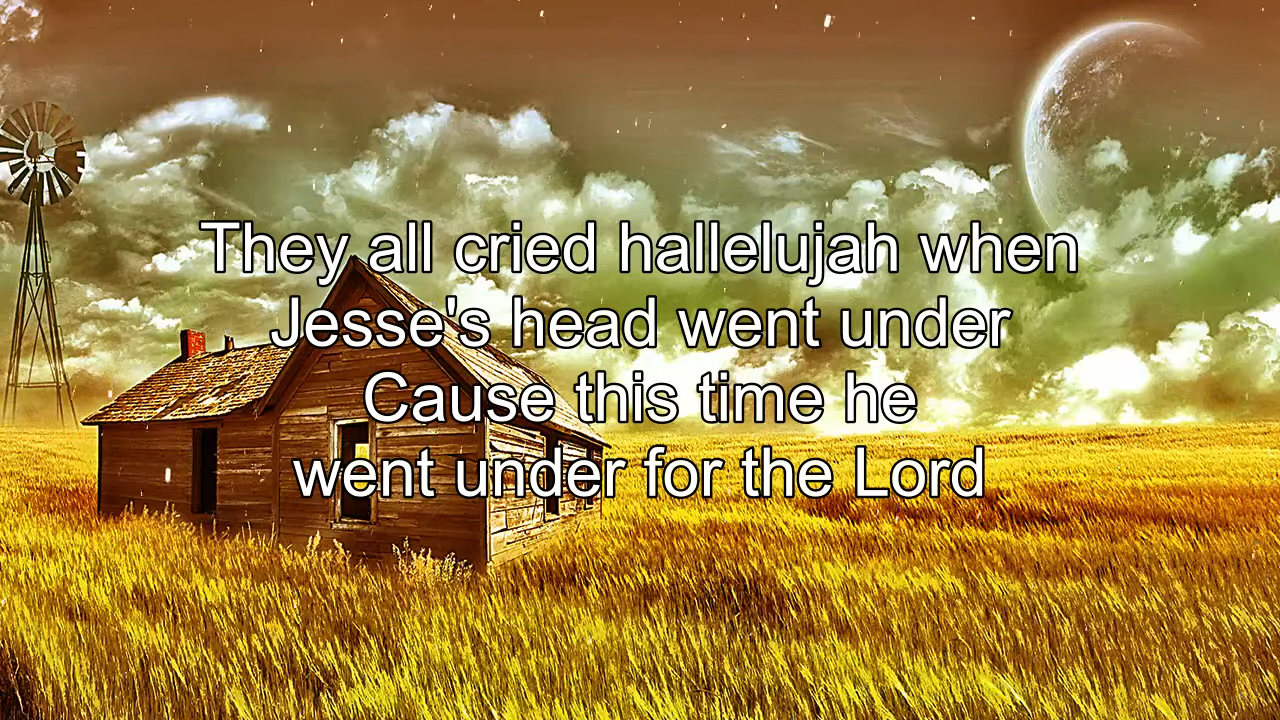 They all cried hallelujah when
Jesse's head went under
Cause this time he
went under for the Lord